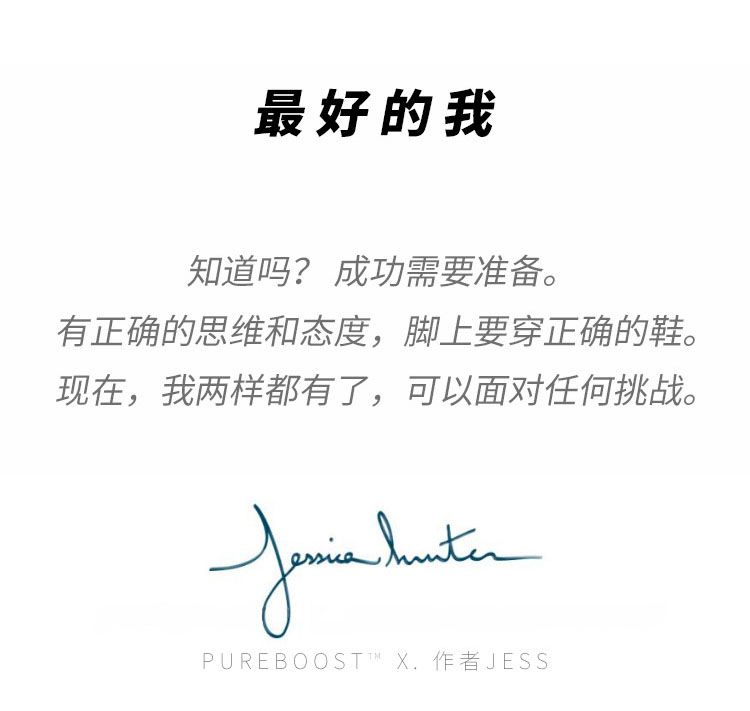 最好的我
知道吗？ 成功需要准备。
有正确的思维和态度，脚上要穿正确的鞋。
现在，我两样都有了，可以面对任何挑战。
Jessica Hunter
PUREBOOST™ X. 作者JESS